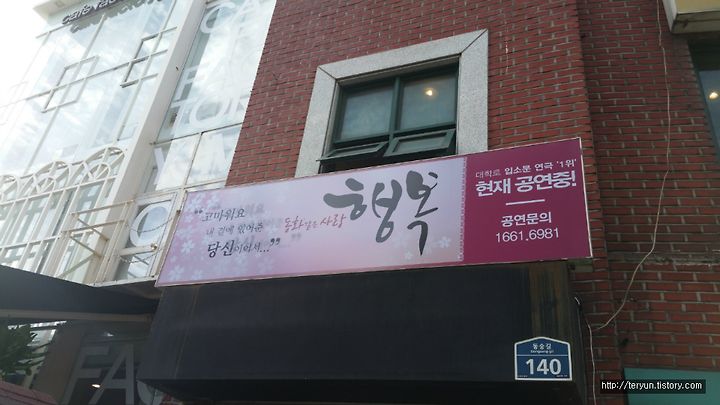 “고마워요
내 곁에 있어준
당신이어서...”
동화같은 사랑
행복
대학로 입소문 연극 '1위'
현재 공연중!
공연문의
1661.6981
동숭길
140
http://teryun.tistory.com